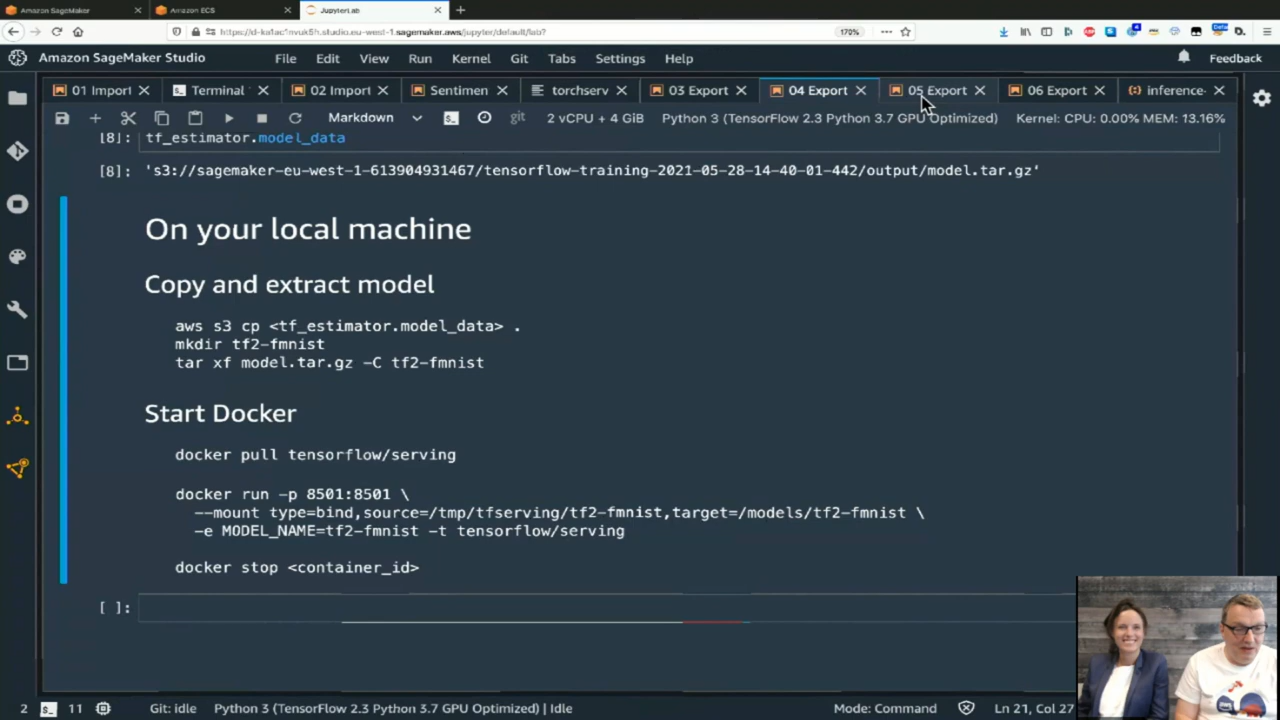 Amazon SageMaker
Amazon ECS
JupyterLab
170%
Amazon SageMaker Studio
File Edit View Run Kernel Git Tabs Settings Help
Feedback
01 Import
Terminal
02 Import
Sentimen
torchserv
03 Export
04 Export
05 Export
06 Export
inference-
Markdown
git
2 vCPU + 4 GiB
Python 3 (TensorFlow 2.3 Python 3.7 GPU Optimized)
Kernel: CPU: 0.00% MEM: 13.16%
[8]: tf_estimator.model_data
[8]: 's3://sagemaker-eu-west-1-613904931467/tensorflow-training-2021-05-28-14-40-01-442/output/model.tar.gz'
On your local machine
Copy and extract model
aws s3 cp <tf_estimator.model_data> .
mkdir tf2-fmnist
tar xf model.tar.gz -C tf2-fmnist
Start Docker
docker pull tensorflow/serving
docker run -p 8501:8501 \
--mount type=bind,source=/tmp/tfserving/tf2-fmnist,target=/models/tf2-fmnist \
-e MODEL_NAME=tf2-fmnist -t tensorflow/serving
docker stop <container_id>
[ ]:
2 11 Git: idle Python 3 (TensorFlow 2.3 Python 3.7 GPU Optimized) | Idle Mode: Command Ln 21, Col 27